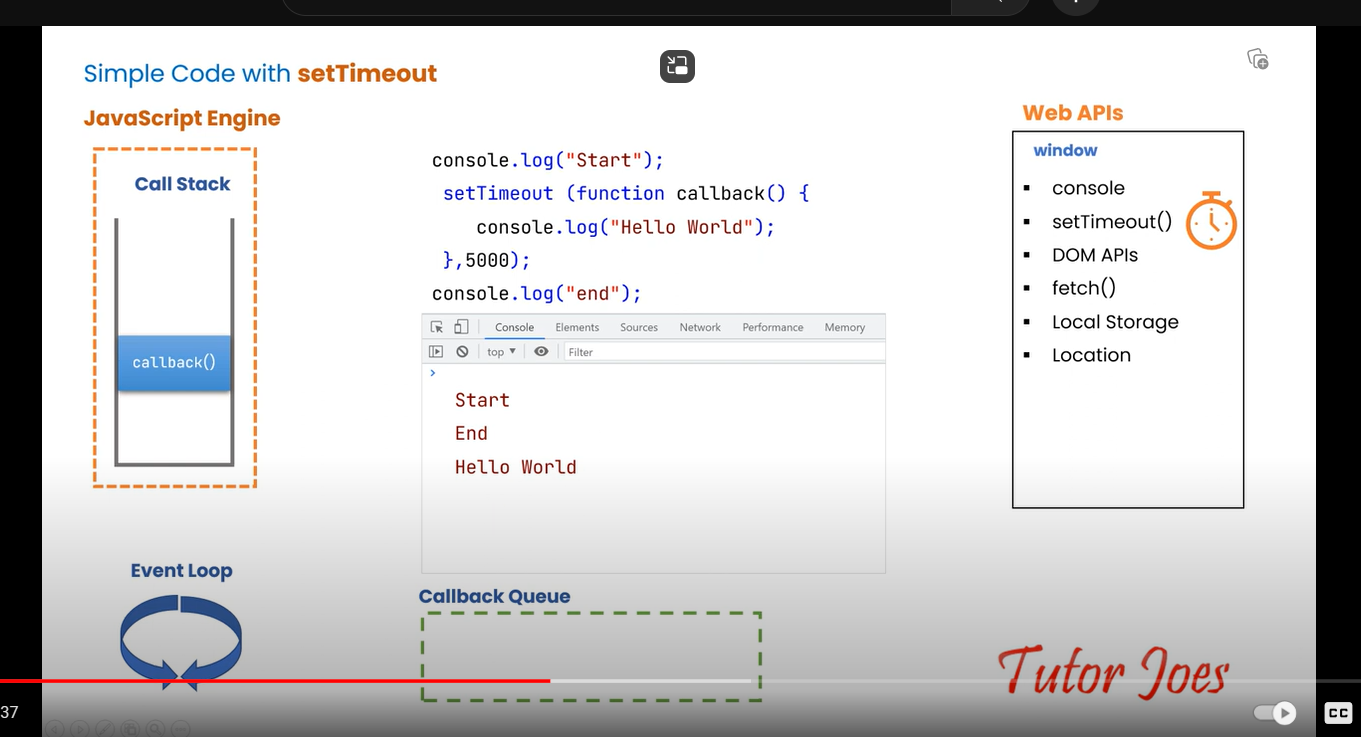 Simple Code with setTimeout
JavaScript Engine
Call Stack
callback()
Event Loop
console.log("Start");
setTimeout (function callback() {
console.log("Hello World");
},5000);
console.log("end");
Console Elements Sources Network Performance Memory
top ▼ Filter
>
Start
End
Hello World
Callback Queue
Web APIs
window
▪ console
▪ setTimeout()
▪ DOM APIs
▪ fetch()
▪ Local Storage
▪ Location
Tutor Joes
37
CC